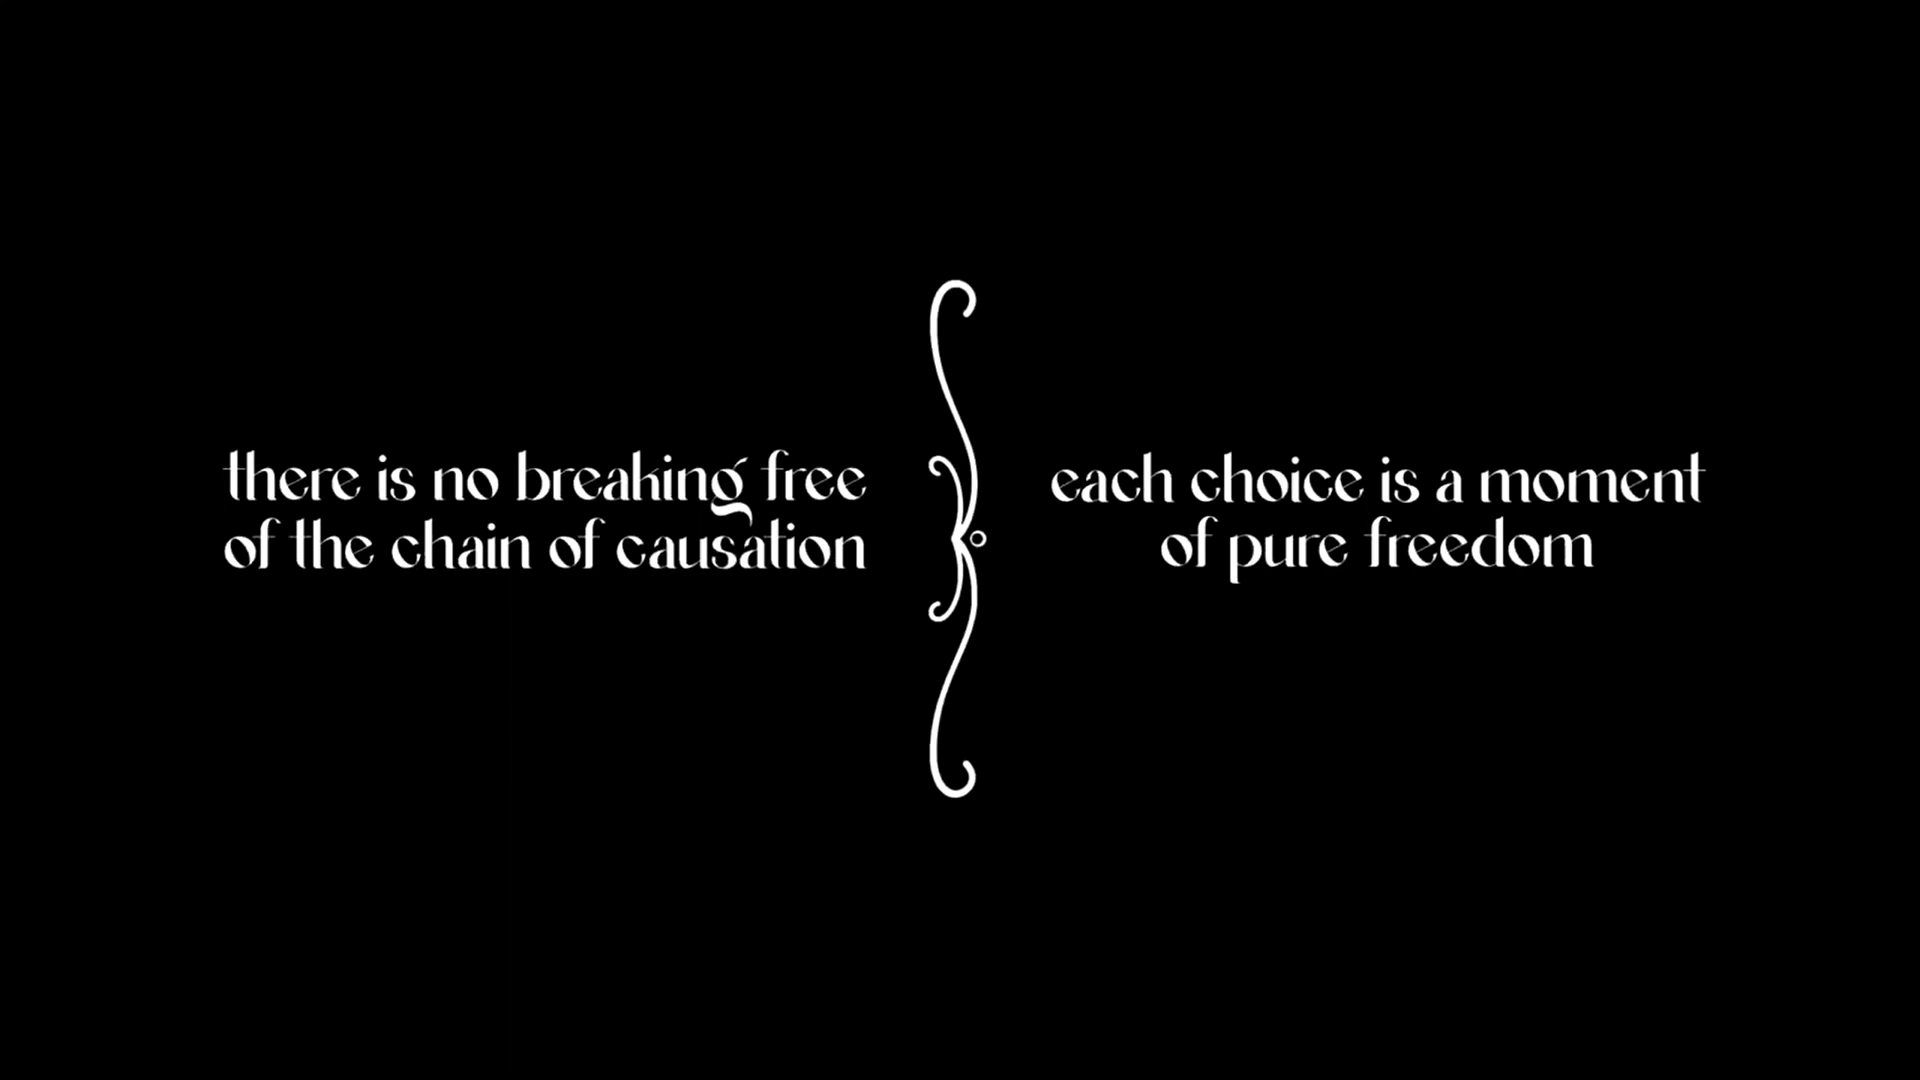 there is no breaking free
of the chain of causation
each choice is a moment
of pure freedom